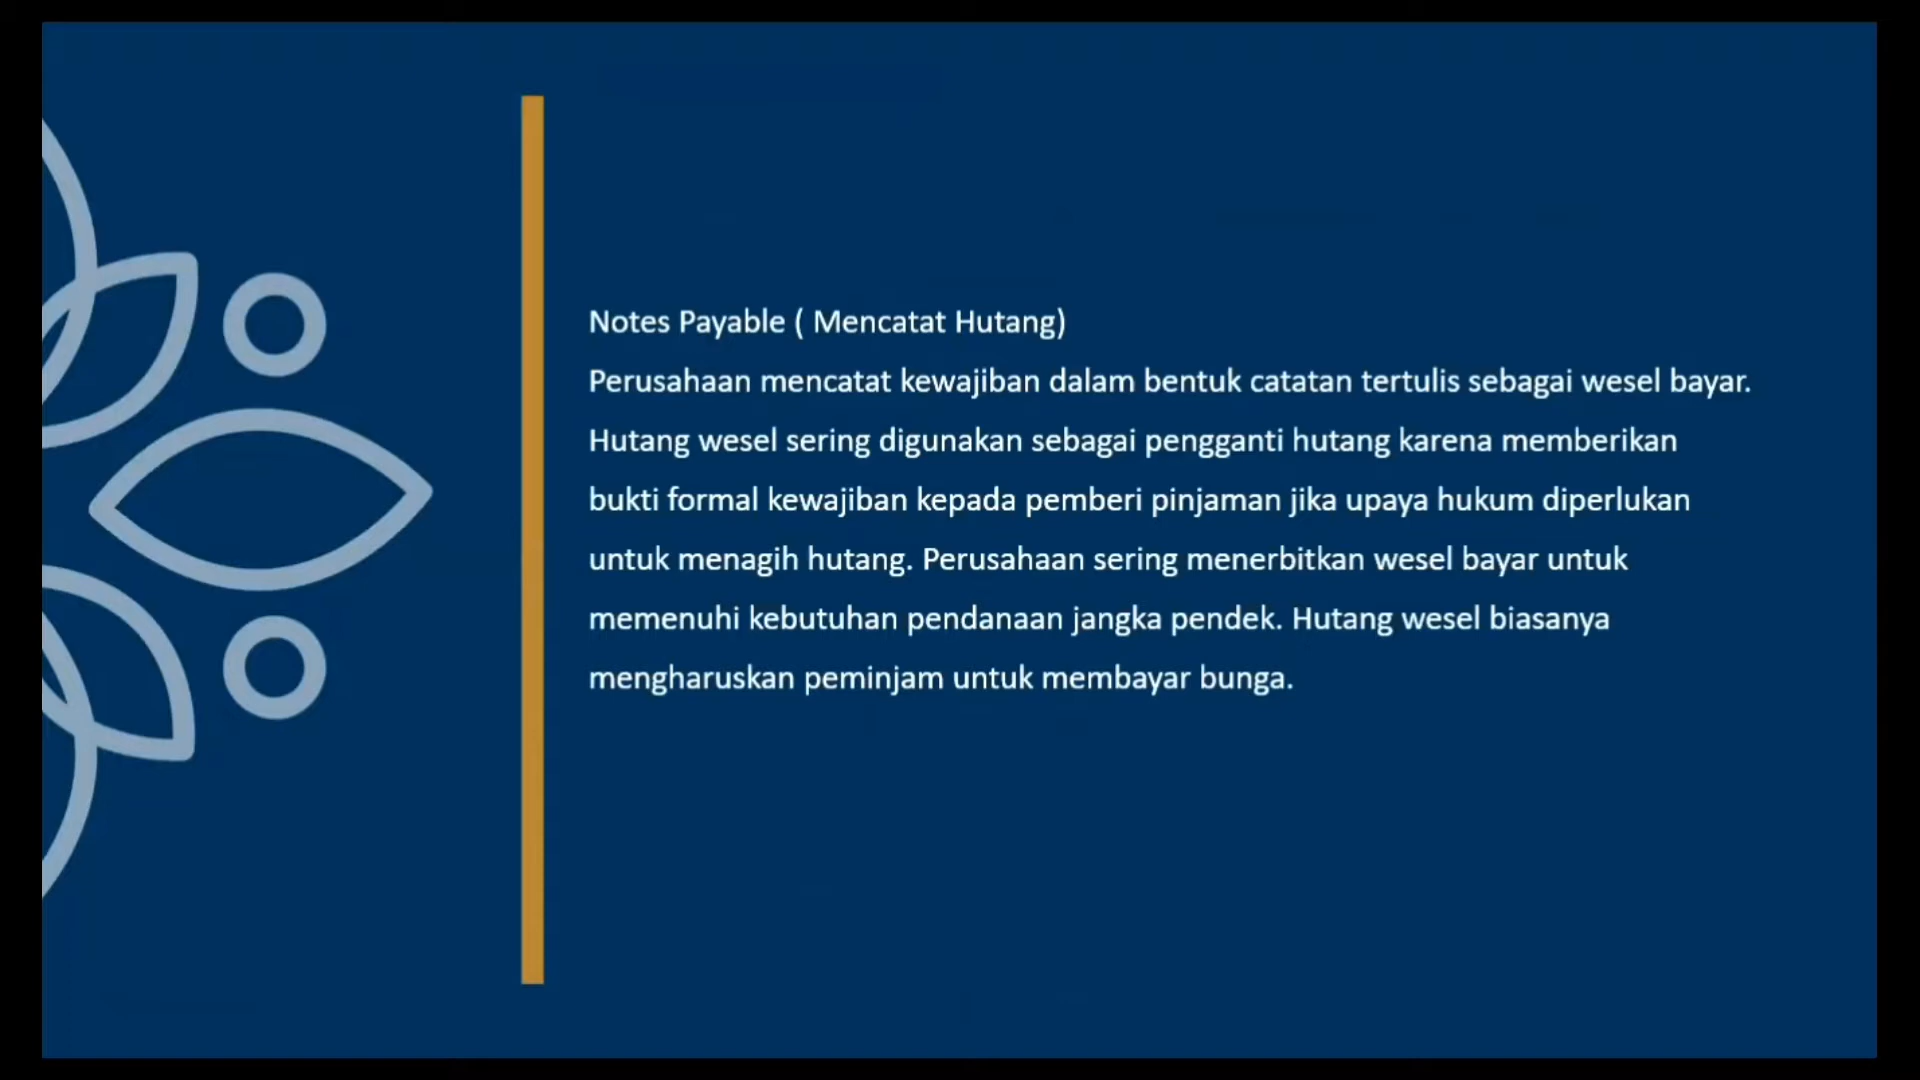 Notes Payable ( Mencatat Hutang)
Perusahaan mencatat kewajiban dalam bentuk catatan tertulis sebagai wesel bayar.
Hutang wesel sering digunakan sebagai pengganti hutang karena memberikan
bukti formal kewajiban kepada pemberi pinjaman jika upaya hukum diperlukan
untuk menagih hutang. Perusahaan sering menerbitkan wesel bayar untuk
memenuhi kebutuhan pendanaan jangka pendek. Hutang wesel biasanya
mengharuskan peminjam untuk membayar bunga.